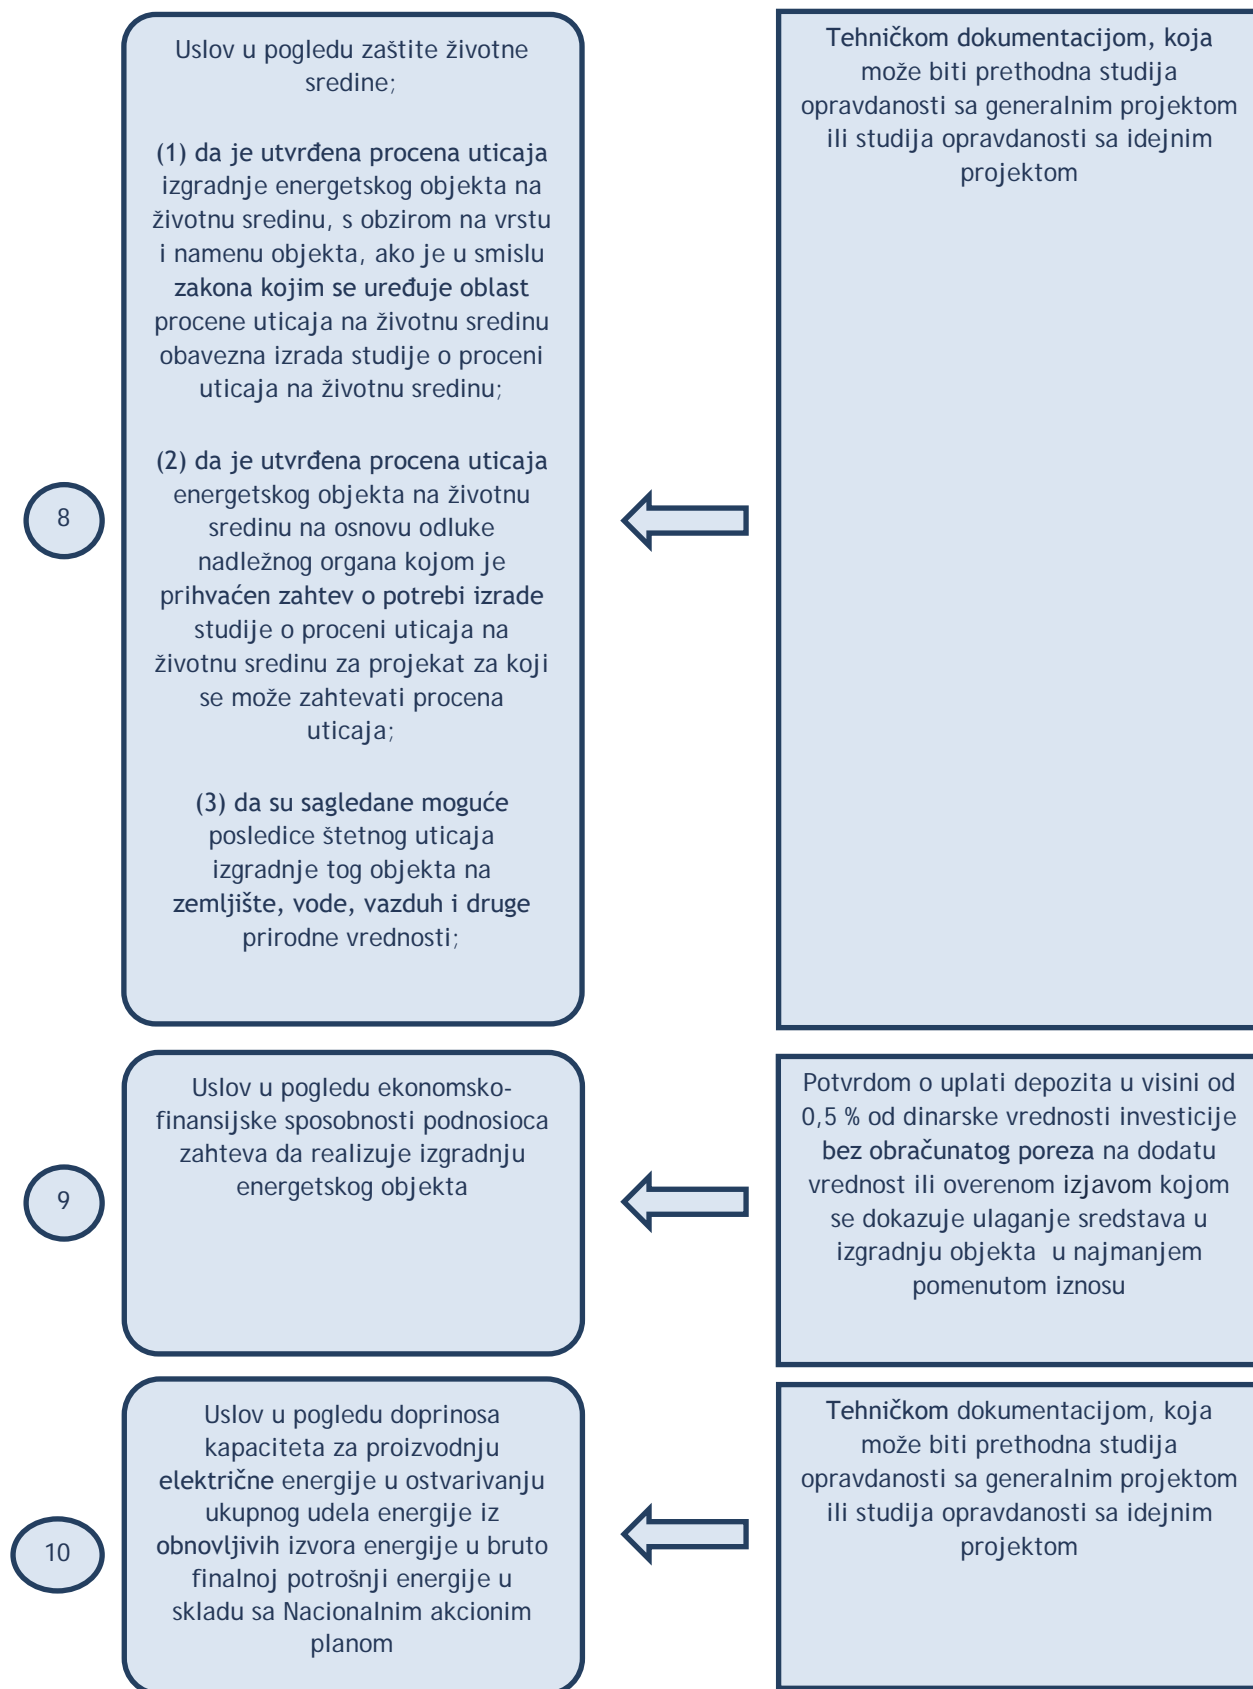 8
Uslov u pogledu zaštite životne
sredine;
(1) da je utvrđena procena uticaja
izgradnje energetskog objekta na
životnu sredinu, s obzirom na vrstu
i namenu objekta, ako je u smislu
zakona kojim se uređuje oblast
procene uticaja na životnu sredinu
obavezna izrada studije o proceni
uticaja na životnu sredinu;
(2) da je utvrđena procena uticaja
energetskog objekta na životnu
sredinu na osnovu odluke
nadležnog organa kojom je
prihvaćen zahtev o potrebi izrade
studije o proceni uticaja na
životnu sredinu za projekat za koji
se može zahtevati procena
uticaja;
(3) da su sagledane moguće
posledice štetnog uticaja
izgradnje tog objekta na
zemljište, vode, vazduh i druge
prirodne vrednosti;
Tehničkom dokumentacijom, koja
može biti prethodna studija
opravdanosti sa generalnim projektom
ili studija opravdanosti sa idejnim
projektom
9
Uslov u pogledu ekonomsko-
finansijske sposobnosti podnosioca
zahteva da realizuje izgradnju
energetskog objekta
Potvrdom o uplati depozita u visini od
0,5 % od dinarske vrednosti investicije
bez obračunatog poreza na dodatu
vrednost ili overenom izjavom kojom
se dokazuje ulaganje sredstava u
izgradnju objekta  u najmanjem
pomenutom iznosu
10
Uslov u pogledu doprinosa
kapaciteta za proizvodnju
električne energije u ostvarivanju
ukupnog udela energije iz
obnovljivih izvora energije u bruto
finalnoj potrošnji energije u
skladu sa Nacionalnim akcionim
planom
Tehničkom dokumentacijom, koja
može biti prethodna studija
opravdanosti sa generalnim projektom
ili studija opravdanosti sa idejnim
projektom